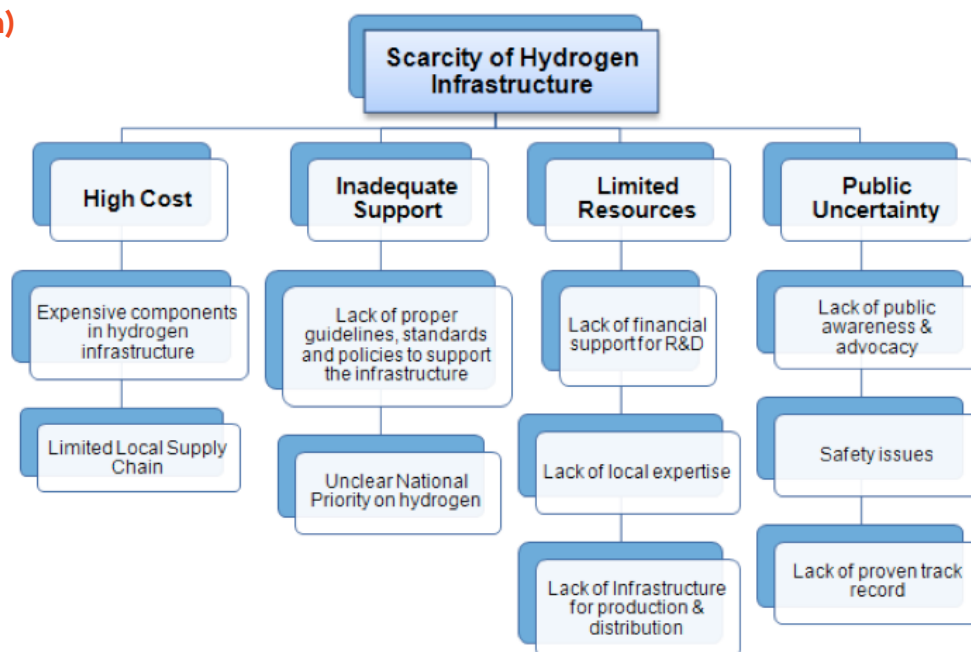 Scarcity of Hydrogen
Infrastructure
High Cost
Expensive components
in hydrogen
infrastructure
Limited Local Supply
Chain
Inadequate
Support
Lack of proper
guidelines, standards
and policies to support
the infrastructure
Unclear National
Priority on hydrogen
Limited
Resources
Lack of financial
support for R&D
Lack of local expertise
Lack of Infrastructure
for production &
distribution
Public
Uncertainty
Lack of public
awareness &
advocacy
Safety issues
Lack of proven track
record